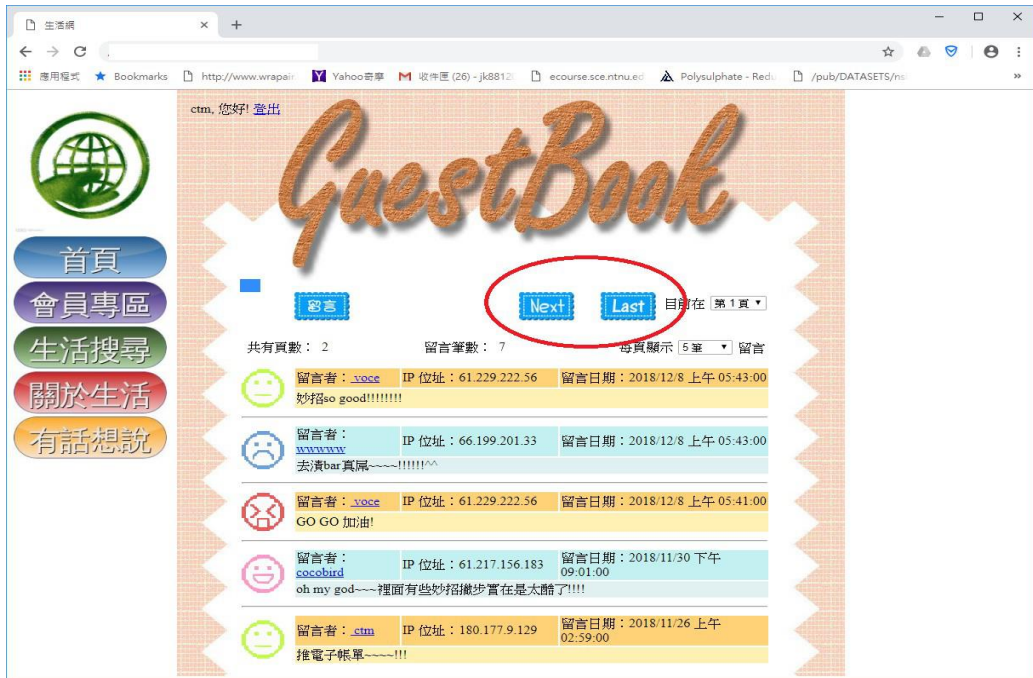 生活網
應用程式 Bookmarks http://www.wrapair Yahoo奇摩 收件匣 (26) - jk8812 ecourse.sce.ntnu.ed Polysulphate - Redu /pub/DATASETS/ns »
ctm, 您好! 登出
GuestBook
首頁
會員專區
生活搜尋
關於生活
有話想說
留言 Next Last 目前在 第 1 頁
共有頁數： 2 留言筆數： 7 每頁顯示 5 筆 留言
留言者： voce IP 位址：61.229.222.56 留言日期：2018/12/8 上午 05:43:00
妙招so good!!!!!!!!
留言者：
wwwww IP 位址：66.199.201.33 留言日期：2018/12/8 上午 05:43:00
去漬bar真屌~~~~!!!!!!^^
留言者： voce IP 位址：61.229.222.56 留言日期：2018/12/8 上午 05:41:00
GO GO 加油!
留言者：
cocobird IP 位址：61.217.156.183 留言日期：2018/11/30 下午
09:01:00
oh my god~~~裡面有些妙招撇步實在是太酷了!!!!
留言者： ctm IP 位址：180.177.9.129 留言日期：2018/11/26 上午
02:59:00
推電子帳單~~~~!!!